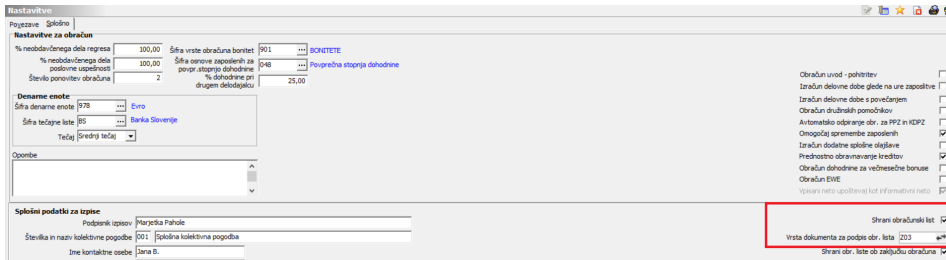 Nastavitve
Povezave Splošno
Nastavitve za obračun
% neobdavčenega dela regresa 100,00 Šifra vrste obračuna bonitet 901 ... BONITETE
% neobdavčenega dela poslovne uspešnosti 100,00 Šifra osnove zaposlenih za povpr.stopnjo dohodnine 048 ... Povprečna stopnja dohodnine
Število ponovitev obračuna 2 % dohodnine pri drugem delodajalcu 25,00
Denarne enote
Šifra denarne enote 978 ... Evro
Šifra tečajne liste BS ... Banka Slovenije
Tečaj Srednji tečaj
Opombe
Obračun uvod - pohitritev
Izračun delovne dobe glede na ure zaposlitve
Izračun delovne dobe s povečanjem
Obračun družinskih pomočnikov
Avtomatsko odpiranje obr. za PPZ in KDPZ
Omogočaj spremembe zaposlenih
Izračun dodatne splošne olajšave
Prednostno obravnavanje kreditov
Obračun dohodnine za večmesečne bonuse
Obračun EWE
Vpisani neto upoštevaj kot informativni neto
Splošni podatki za izpise
Podpisnik izpisov Marjetka Pahole
Številka in naziv kolektivne pogodbe 001 Splošna kolektivna pogodba
Ime kontaktne osebe Jana B.
Shrani obračunski list
Vrsta dokumenta za podpis obr. lista Z03
Shrani obr. liste ob zaključku obračuna